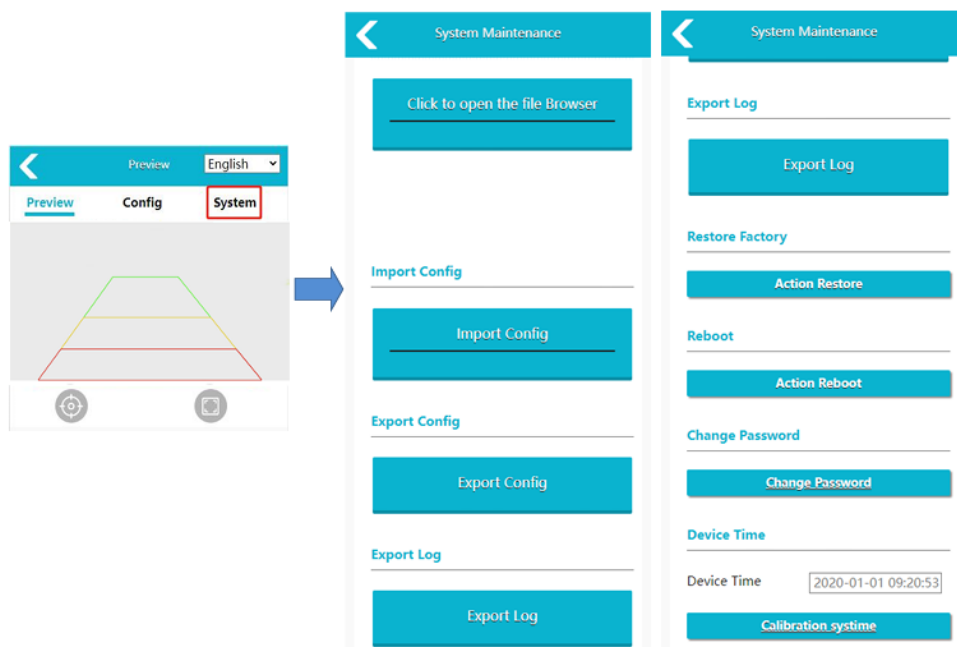 Preview
English
Preview
Config
System
System Maintenance
Click to open the file Browser
Import Config
Import Config
Export Config
Export Config
Export Log
Export Log
System Maintenance
Export Log
Export Log
Restore Factory
Action Restore
Reboot
Action Reboot
Change Password
Change Password
Device Time
Device Time 2020-01-01 09:20:53
Calibration systime